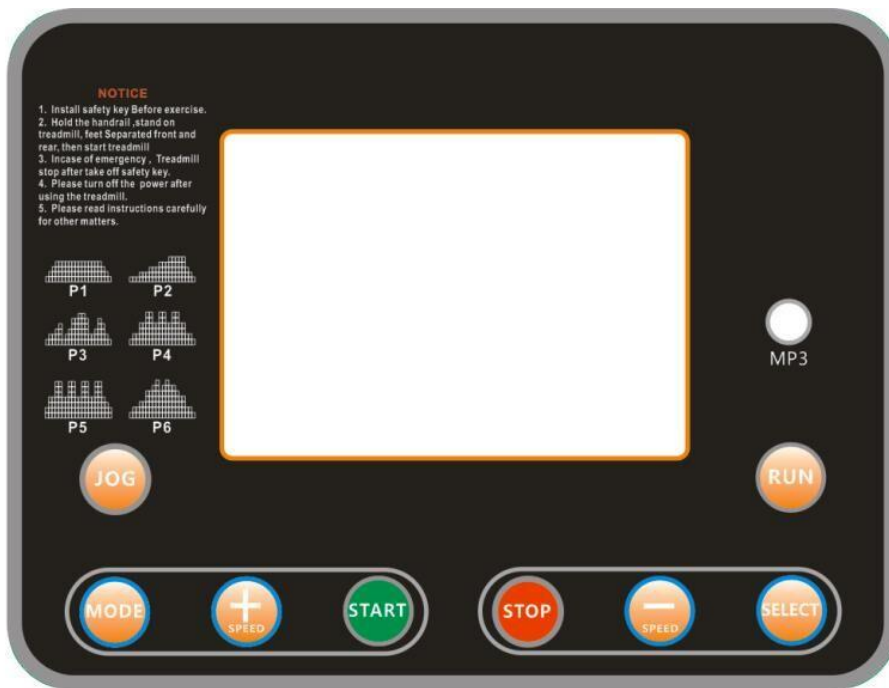 NOTICE
1. Install safety key Before exercise.
2. Hold the handrail ,stand on
treadmill, feet Separated front and
rear, then start treadmill
3. Incase of emergency , Treadmill
stop after take off safety key.
4. Please turn off the power after
using the treadmill.
5. Please read instructions carefully
for other matters.
P1 P2
P3 P4
P5 P6
MP3
JOG RUN
MODE + SPEED START STOP − SPEED SELECT